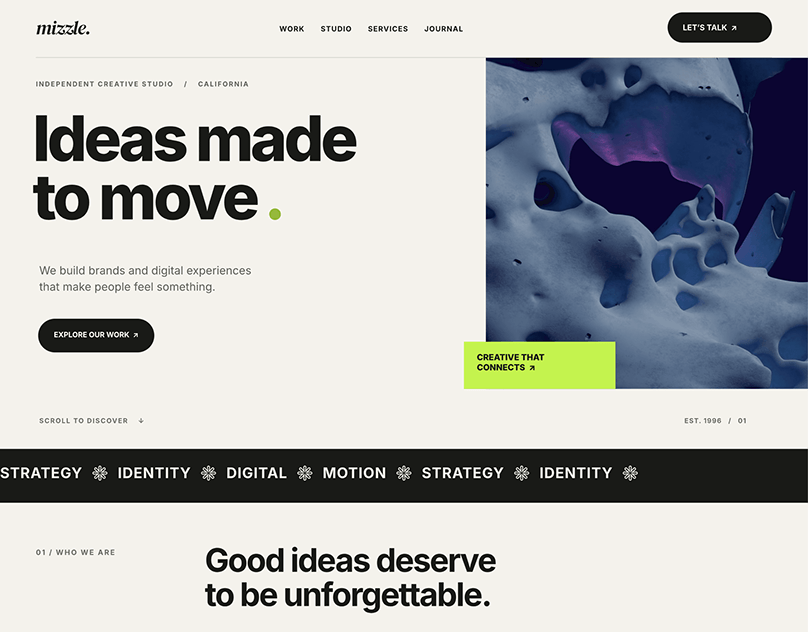 mizzle.
WORK STUDIO SERVICES JOURNAL
LET'S TALK ↗
INDEPENDENT CREATIVE STUDIO / CALIFORNIA
Ideas made
to move.
We build brands and digital experiences
that make people feel something.
EXPLORE OUR WORK ↗
CREATIVE THAT
CONNECTS ↗
SCROLL TO DISCOVER ↓
EST. 1996 / 01
STRATEGY IDENTITY DIGITAL MOTION STRATEGY IDENTITY
01 / WHO WE ARE
Good ideas deserve
to be unforgettable.